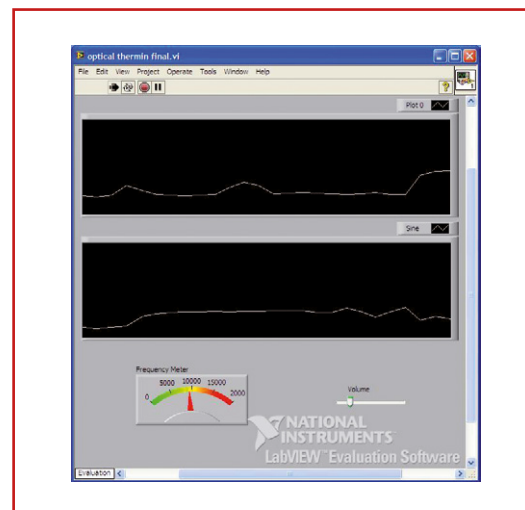 optical thermin final.vi
File Edit View Project Operate Tools Window Help
Plot 0
Sine
Frequency Meter
0 5000 10000 15000 2000
Volume
NATIONAL
INSTRUMENTS
LabVIEW™ Evaluation Software
Evaluation